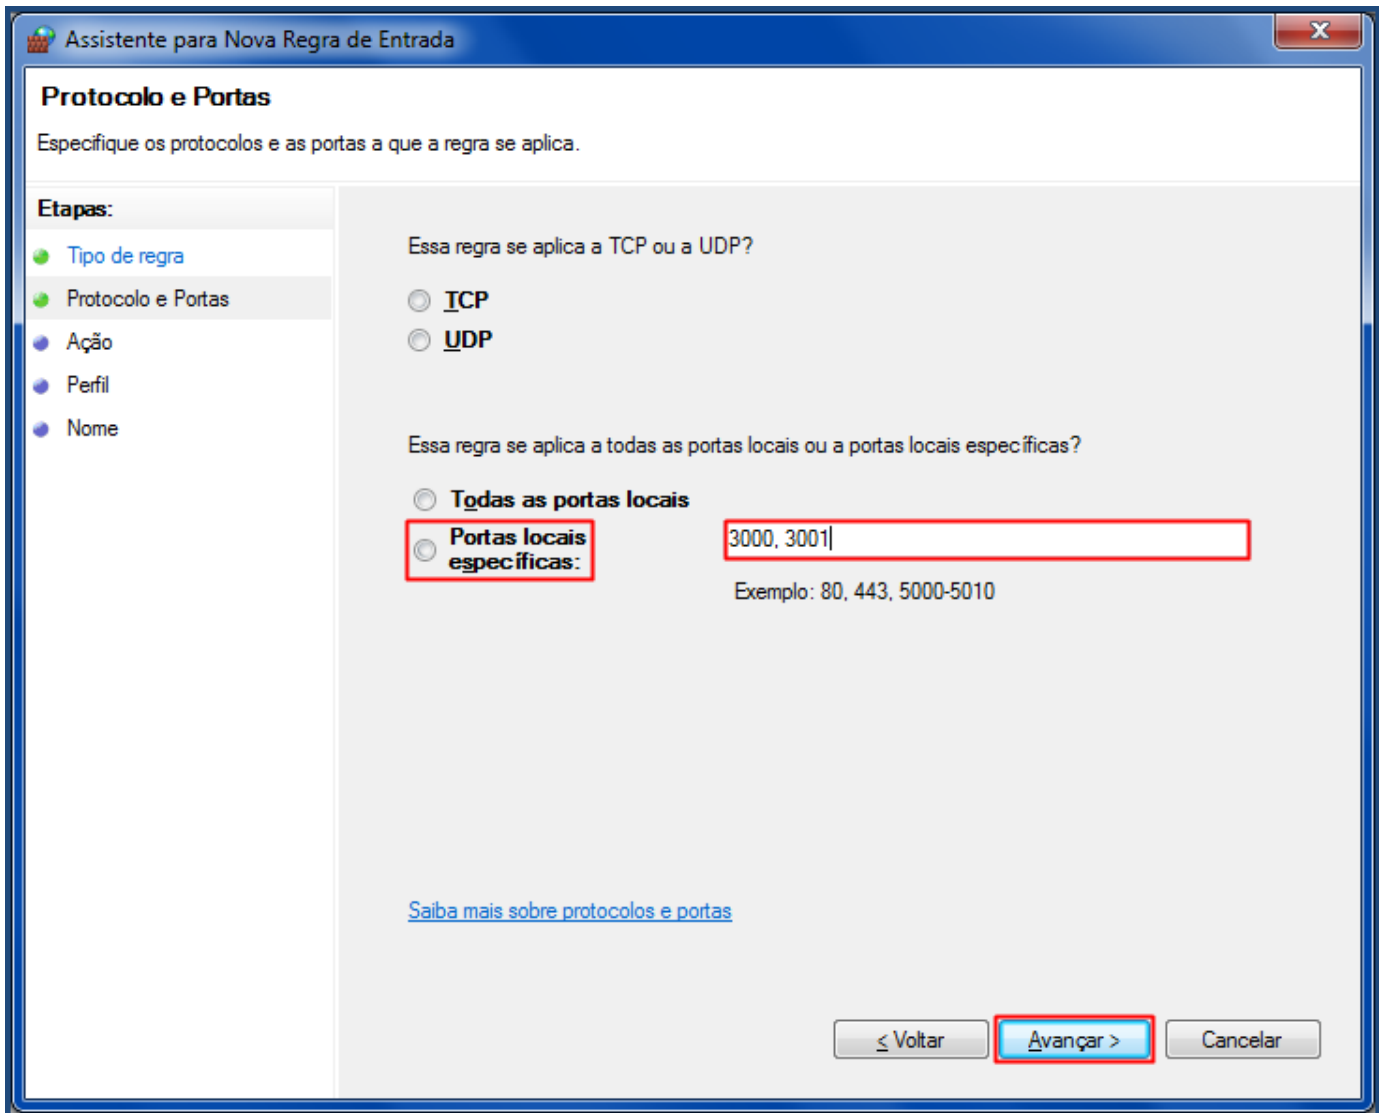 Assistente para Nova Regra de Entrada
X
Protocolo e Portas
Especifique os protocolos e as portas a que a regra se aplica.
Etapas:
Tipo de regra
Protocolo e Portas
Ação
Perfil
Nome
Essa regra se aplica a TCP ou a UDP?
TCP
UDP
Essa regra se aplica a todas as portas locais ou a portas locais específicas?
Todas as portas locais
Portas locais
específicas:
3000, 3001
Exemplo: 80, 443, 5000-5010
Saiba mais sobre protocolos e portas
< Voltar
Avançar >
Cancelar